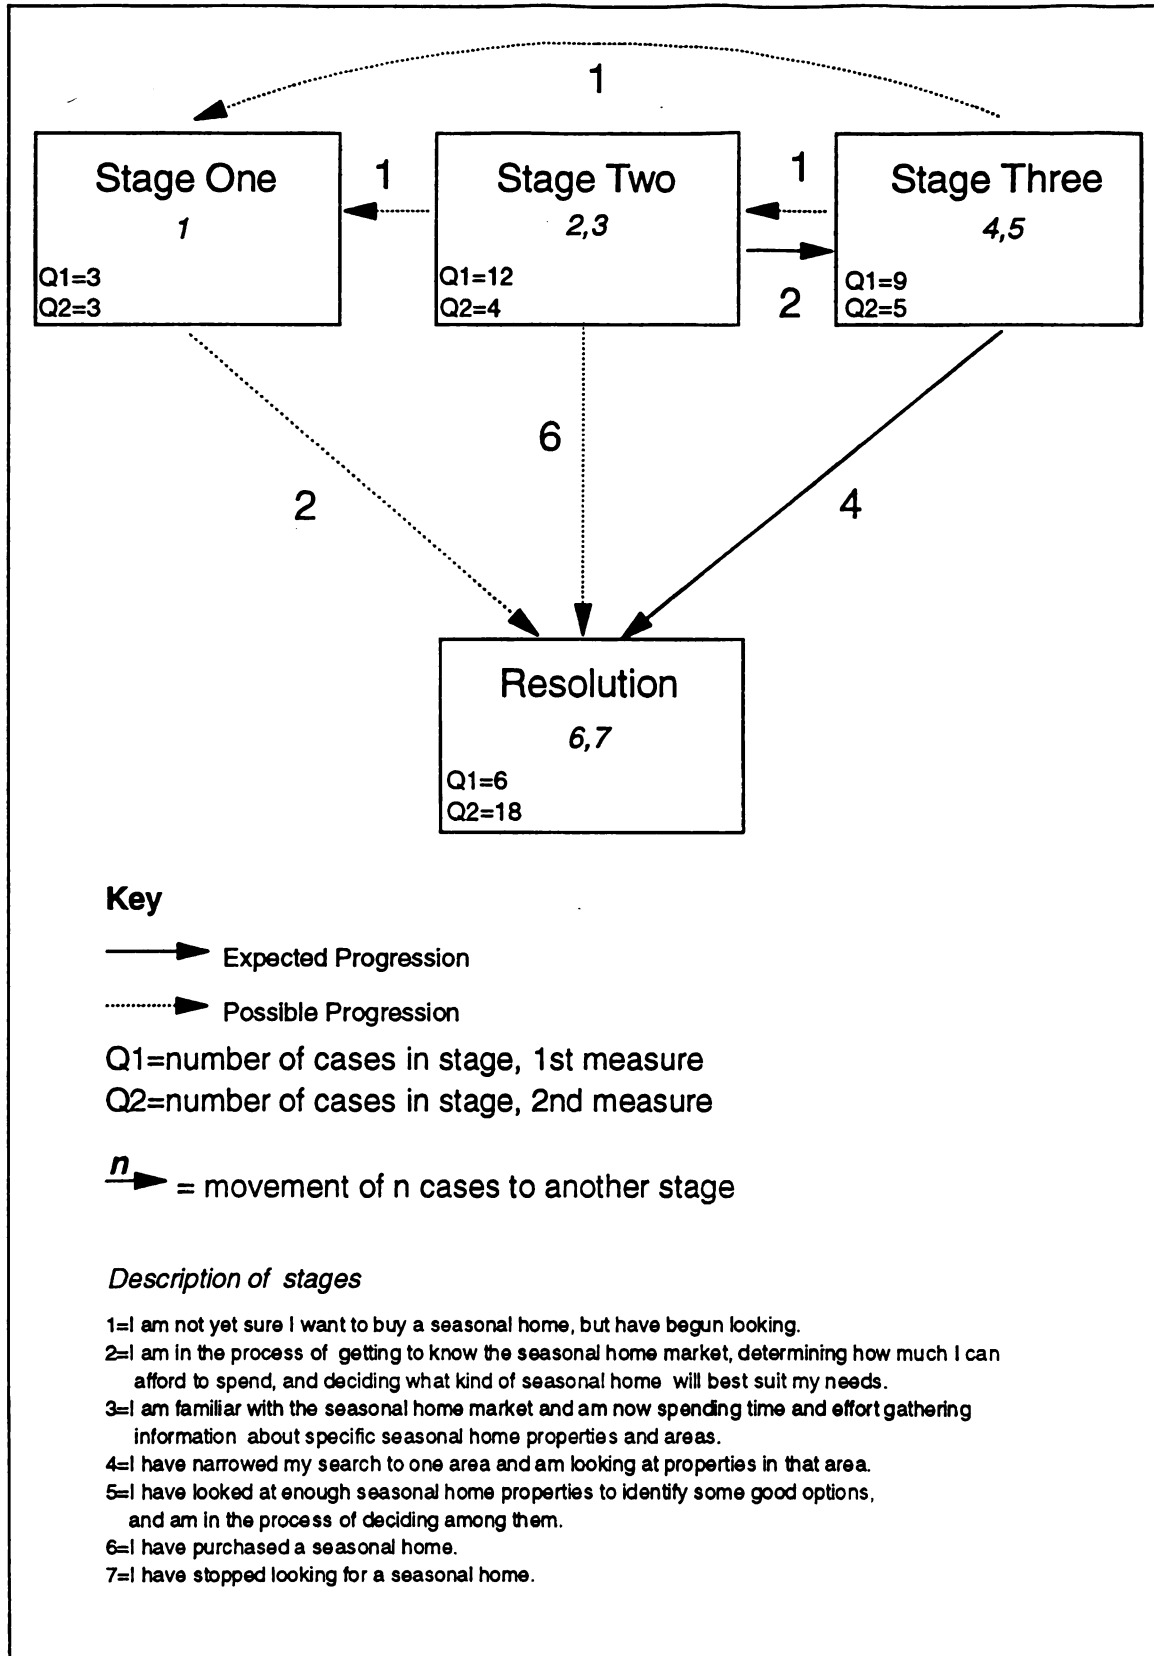 1
Stage One
1
Q1=3
Q2=3
1
Stage Two
2,3
Q1=12
Q2=4
1
2
Stage Three
4,5
Q1=9
Q2=5
2
6
4
Resolution
6,7
Q1=6
Q2=18
Key
Expected Progression
Possible Progression
Q1=number of cases in stage, 1st measure
Q2=number of cases in stage, 2nd measure
n = movement of n cases to another stage
Description of stages
1=I am not yet sure I want to buy a seasonal home, but have begun looking.
2=I am in the process of getting to know the seasonal home market, determining how much I can
afford to spend, and deciding what kind of seasonal home will best suit my needs.
3=I am familiar with the seasonal home market and am now spending time and effort gathering
information about specific seasonal home properties and areas.
4=I have narrowed my search to one area and am looking at properties in that area.
5=I have looked at enough seasonal home properties to identify some good options,
and am in the process of deciding among them.
6=I have purchased a seasonal home.
7=I have stopped looking for a seasonal home.